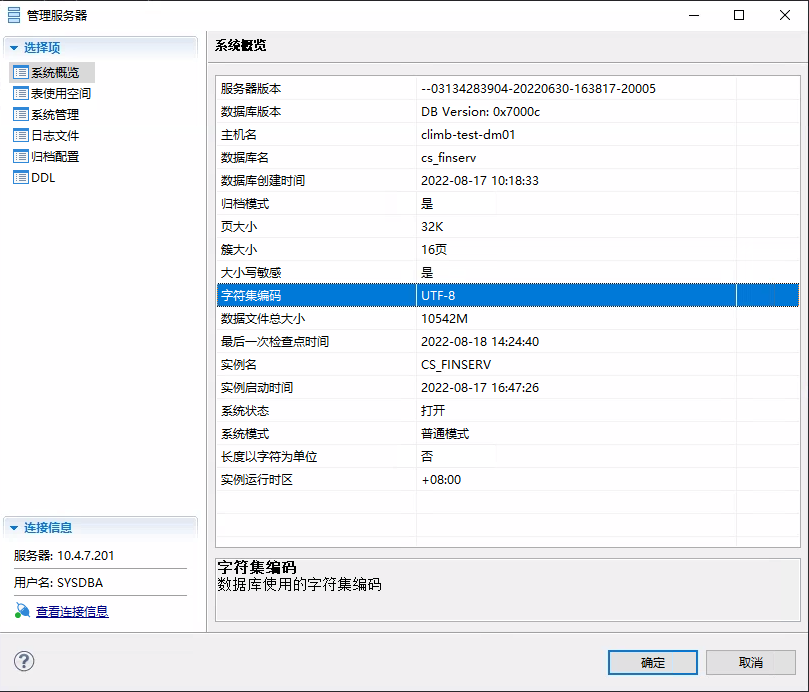 管理服务器
选择项
系统概览
表使用空间
系统管理
日志文件
归档配置
DDL
连接信息
服务器: 10.4.7.201
用户名: SYSDBA
查看连接信息
系统概览
服务器版本 --03134283904-20220630-163817-20005
数据库版本 DB Version: 0x7000c
主机名 climb-test-dm01
数据库名 cs_finserv
数据库创建时间 2022-08-17 10:18:33
归档模式 是
页大小 32K
簇大小 16页
大小写敏感 是
字符集编码 UTF-8
数据文件总大小 10542M
最后一次检查点时间 2022-08-18 14:24:40
实例名 CS_FINSERV
实例启动时间 2022-08-17 16:47:26
系统状态 打开
系统模式 普通模式
长度以字符为单位 否
实例运行时区 +08:00
字符集编码
数据库使用的字符集编码
?
确定 取消